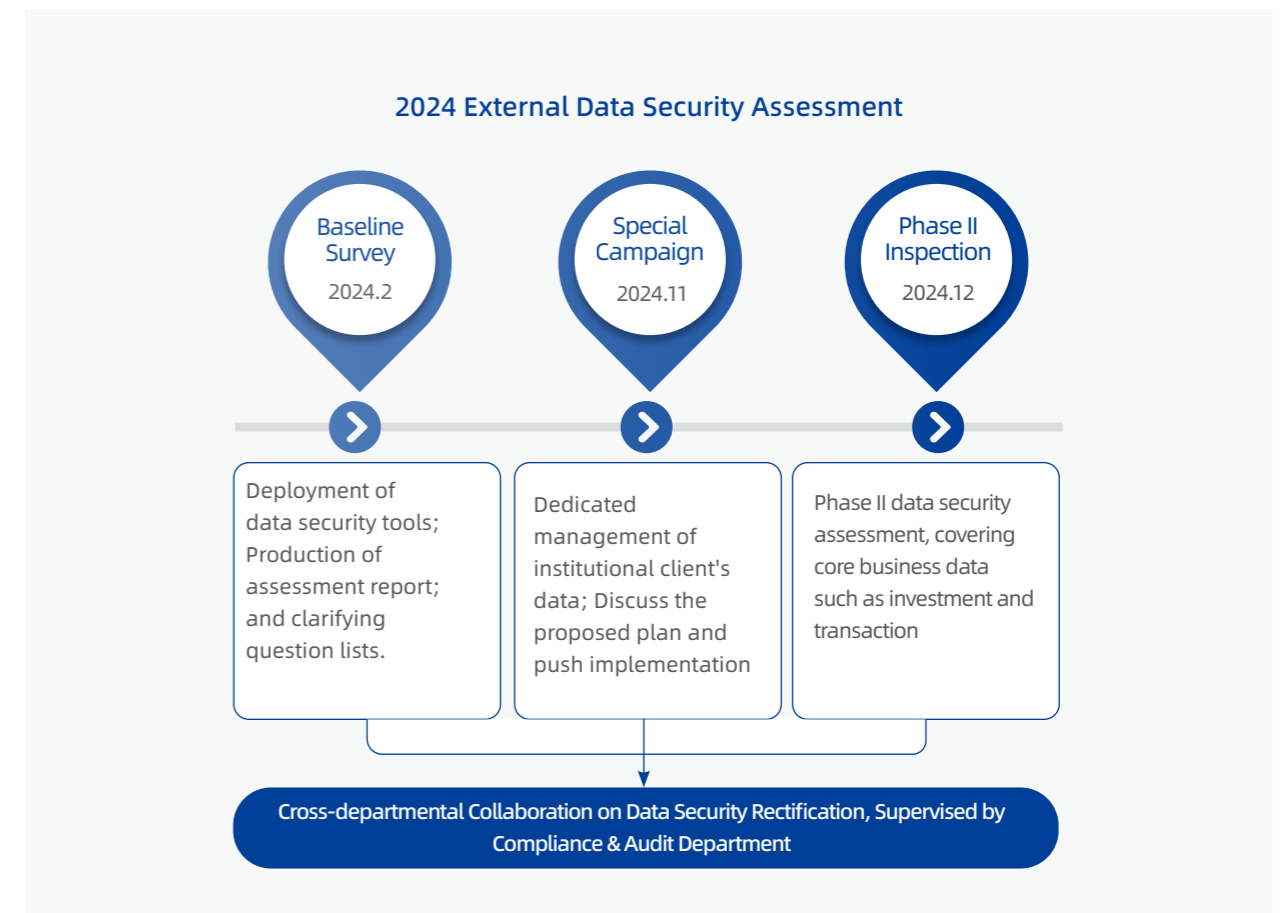 2024 External Data Security Assessment
Baseline
Survey
2024.2
Special
Campaign
2024.11
Phase II
Inspection
2024.12
Deployment of
data security tools;
Production of
assessment report;
and clarifying
question lists.
Dedicated
management of
institutional client's
data; Discuss the
proposed plan and
push implementation
Phase II data security
assessment, covering
core business data
such as investment and
transaction
Cross-departmental Collaboration on Data Security Rectification, Supervised by
Compliance & Audit Department